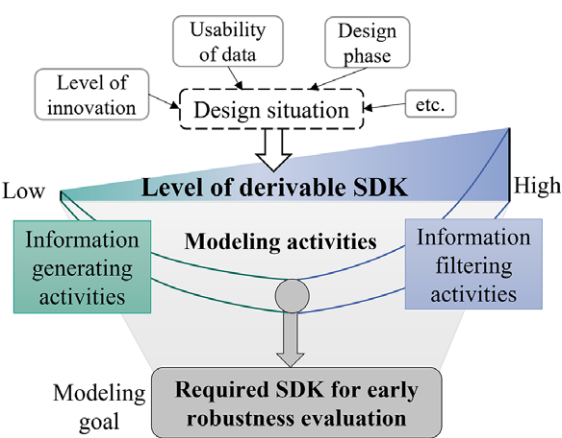 Usability
of data
Design
phase
Level of
innovation
Design situation
etc.
Low
Level of derivable SDK
High
Information
generating
activities
Modeling activities
Information
filtering
activities
Modeling
goal
Required SDK for early
robustness evaluation